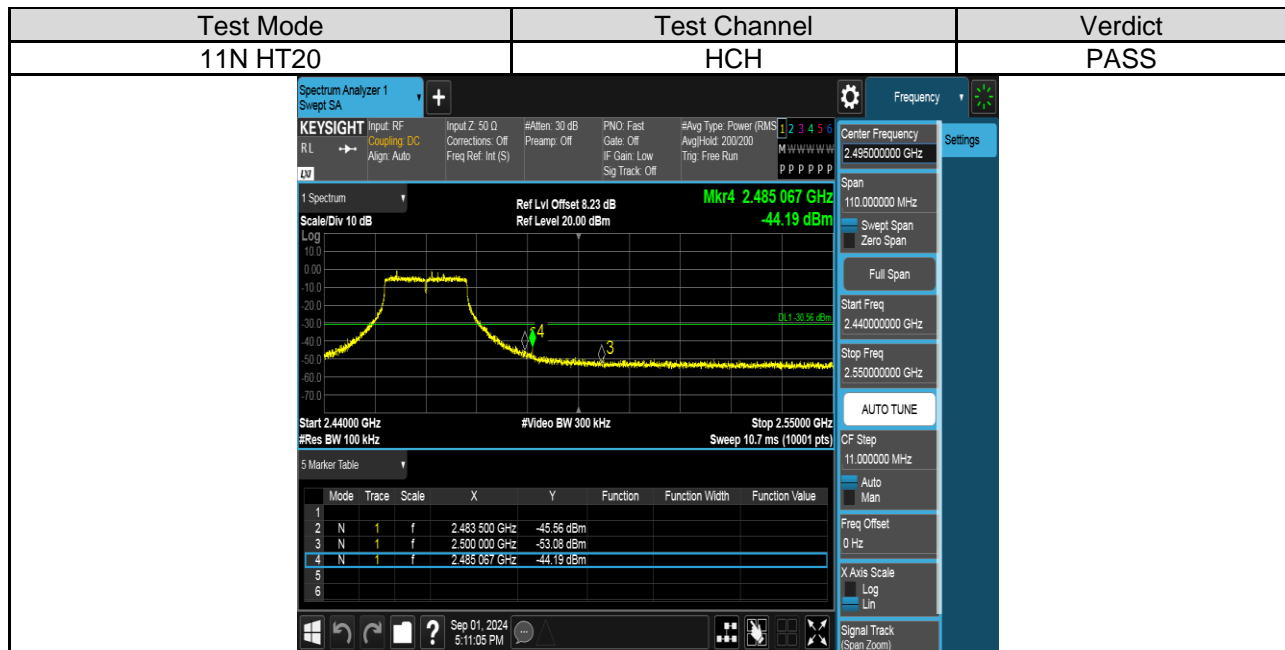 Test Mode Test Channel Verdict
11N HT20 HCH PASS
Spectrum Analyzer 1
Swept SA
+
Frequency
KEYSIGHT
RL
LXI
Input: RF
Coupling: DC
Align: Auto
Input Z: 50 Ω
Corrections: Off
Freq Ref: Int (S)
#Atten: 30 dB
Preamp: Off
PNO: Fast
Gate: Off
IF Gain: Low
Sig Track: Off
#Avg Type: Power (RMS
Avg|Hold: 200/200
Trig: Free Run
1 2 3 4 5 6
M W W W W W
P P P P P P
1 Spectrum
Scale/Div 10 dB
Ref Lvl Offset 8.23 dB
Ref Level 20.00 dBm
Mkr4 2.485 067 GHz
-44.19 dBm
Log
10.0
0.00
-10.0
-20.0
-30.0
-40.0
-50.0
-60.0
-70.0
DL1 -30.56 dBm
4
3
Start 2.44000 GHz #Video BW 300 kHz Stop 2.55000 GHz
#Res BW 100 kHz Sweep 10.7 ms (10001 pts)
5 Marker Table
Mode Trace Scale X Y Function Function Width Function Value
1
2 N 1 f 2.483 500 GHz -45.56 dBm
3 N 1 f 2.500 000 GHz -53.08 dBm
4 N 1 f 2.485 067 GHz -44.19 dBm
5
6
?
Sep 01, 2024
5:11:05 PM
Center Frequency
2.495000000 GHz
Settings
Span
110.000000 MHz
Swept Span
Zero Span
Full Span
Start Freq
2.440000000 GHz
Stop Freq
2.550000000 GHz
AUTO TUNE
CF Step
11.000000 MHz
Auto
Man
Freq Offset
0 Hz
X Axis Scale
Log
Lin
Signal Track
(Span Zoom)